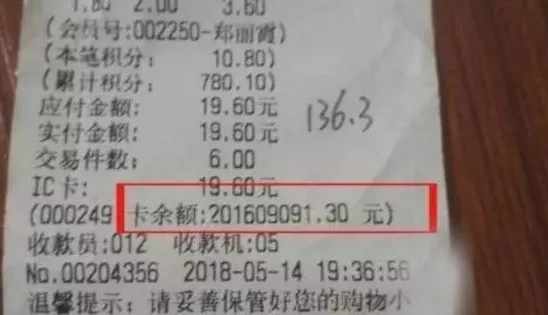 1.80 2.00 3.60
(会员号:002250-郑丽霞)
(本笔积分: 10.80)
(累计积分: 780.10)
应付金额: 19.60元
实付金额: 19.60元
136.3
交易件数: 6.00
IC卡: 19.60元
(000249 卡余额:201609091.30 元)
收款员:012 收款机:05
No.00204356 2018-05-14 19:36:56
温馨提示: 请妥善保管好您的购物小